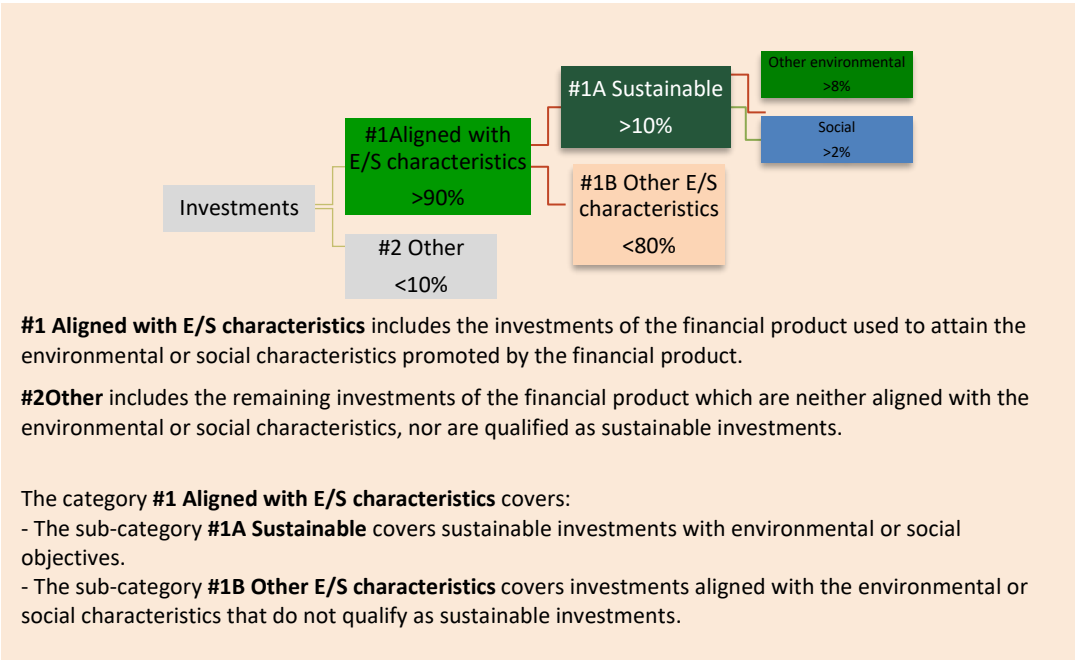 Other environmental
>8%
#1A Sustainable
>10%
Social
>2%
#1Aligned with
E/S characteristics
>90%
#1B Other E/S
characteristics
<80%
Investments
#2 Other
<10%
#1 Aligned with E/S characteristics includes the investments of the financial product used to attain the
environmental or social characteristics promoted by the financial product.
#2Other includes the remaining investments of the financial product which are neither aligned with the
environmental or social characteristics, nor are qualified as sustainable investments.
The category #1 Aligned with E/S characteristics covers:
- The sub-category #1A Sustainable covers sustainable investments with environmental or social
objectives.
- The sub-category #1B Other E/S characteristics covers investments aligned with the environmental or
social characteristics that do not qualify as sustainable investments.